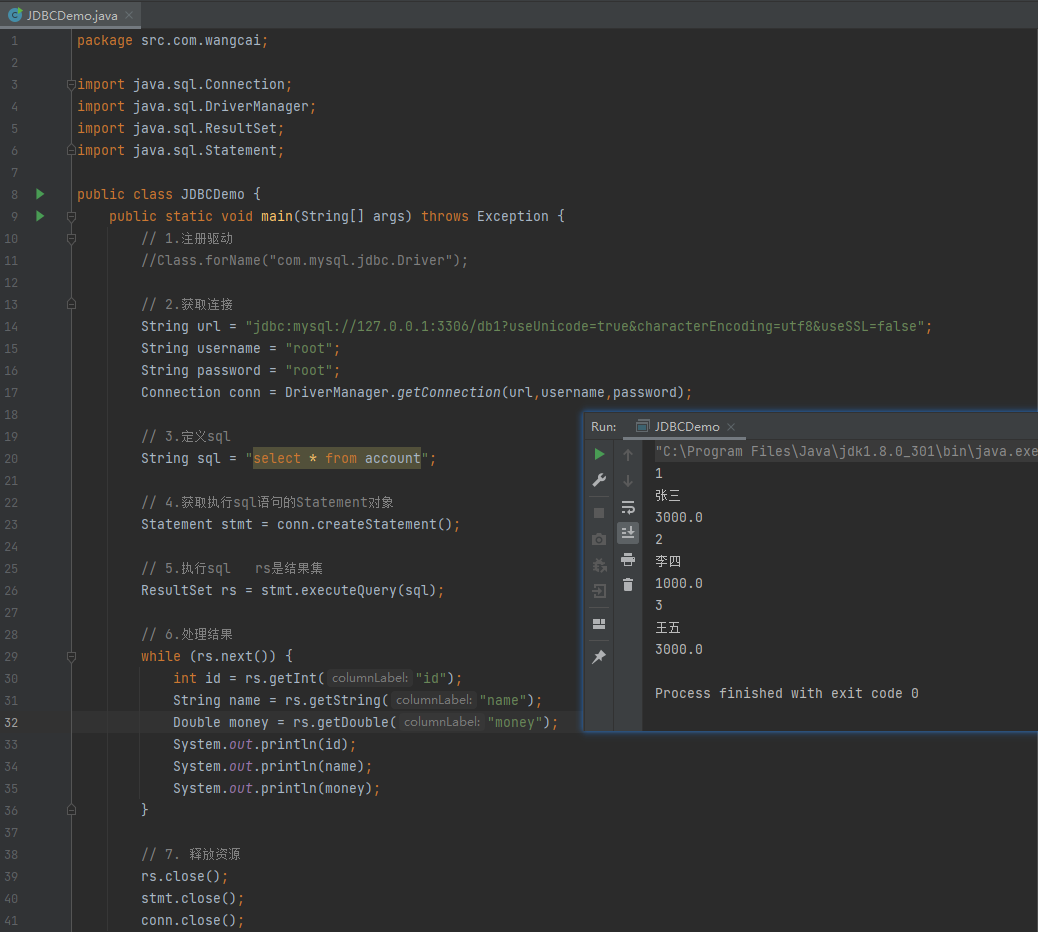 JDBCDemo.java
1 package src.com.wangcai;
2
3 import java.sql.Connection;
4 import java.sql.DriverManager;
5 import java.sql.ResultSet;
6 import java.sql.Statement;
7
8 public class JDBCDemo {
9 public static void main(String[] args) throws Exception {
10 // 1.注册驱动
11 //Class.forName("com.mysql.jdbc.Driver");
12
13 // 2.获取连接
14 String url = "jdbc:mysql://127.0.0.1:3306/db1?useUnicode=true&characterEncoding=utf8&useSSL=false";
15 String username = "root";
16 String password = "root";
17 Connection conn = DriverManager.getConnection(url,username,password);
18
19 // 3.定义sql
20 String sql = "select * from account";
21
22 // 4.获取执行sql语句的Statement对象
23 Statement stmt = conn.createStatement();
24
25 // 5.执行sql   rs是结果集
26 ResultSet rs = stmt.executeQuery(sql);
27
28 // 6.处理结果
29 while (rs.next()) {
30 int id = rs.getInt( columnLabel: "id");
31 String name = rs.getString( columnLabel: "name");
32 Double money = rs.getDouble( columnLabel: "money");
33 System.out.println(id);
34 System.out.println(name);
35 System.out.println(money);
36 }
37
38 // 7. 释放资源
39 rs.close();
40 stmt.close();
41 conn.close();
Run: JDBCDemo
"C:\Program Files\Java\jdk1.8.0_301\bin\java.exe
1
张三
3000.0
2
李四
1000.0
3
王五
3000.0
Process finished with exit code 0